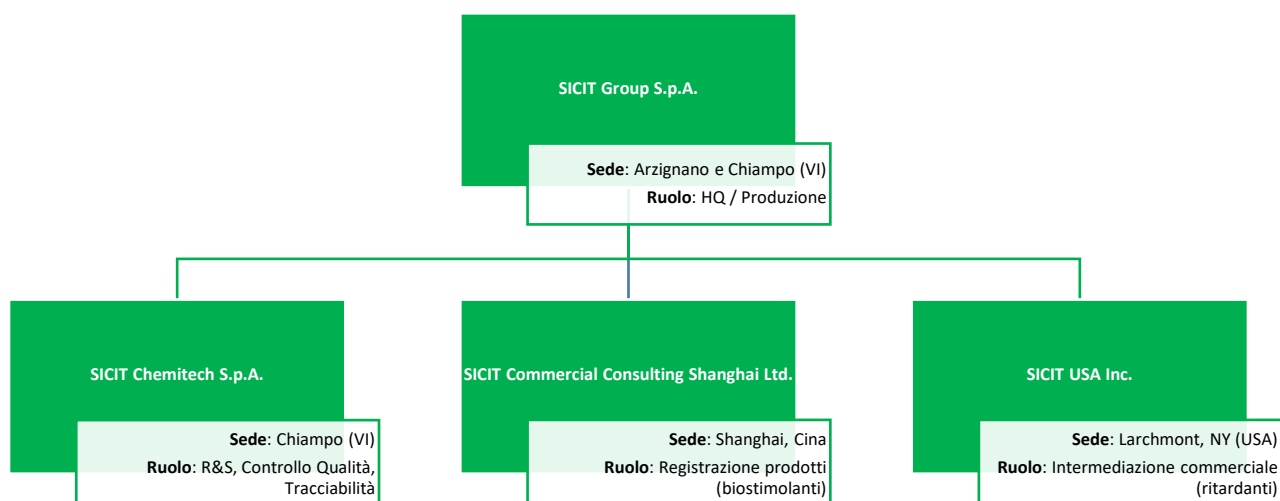 SICIT Group S.p.A.
Sede: Arzignano e Chiampo (VI)
Ruolo: HQ / Produzione
SICIT Chemitech S.p.A.
Sede: Chiampo (VI)
Ruolo: R&S, Controllo Qualità,
Tracciabilità
SICIT Commercial Consulting Shanghai Ltd.
Sede: Shanghai, Cina
Ruolo: Registrazione prodotti
(biostimolanti)
SICIT USA Inc.
Sede: Larchmont, NY (USA)
Ruolo: Intermediazione commerciale
(ritardanti)